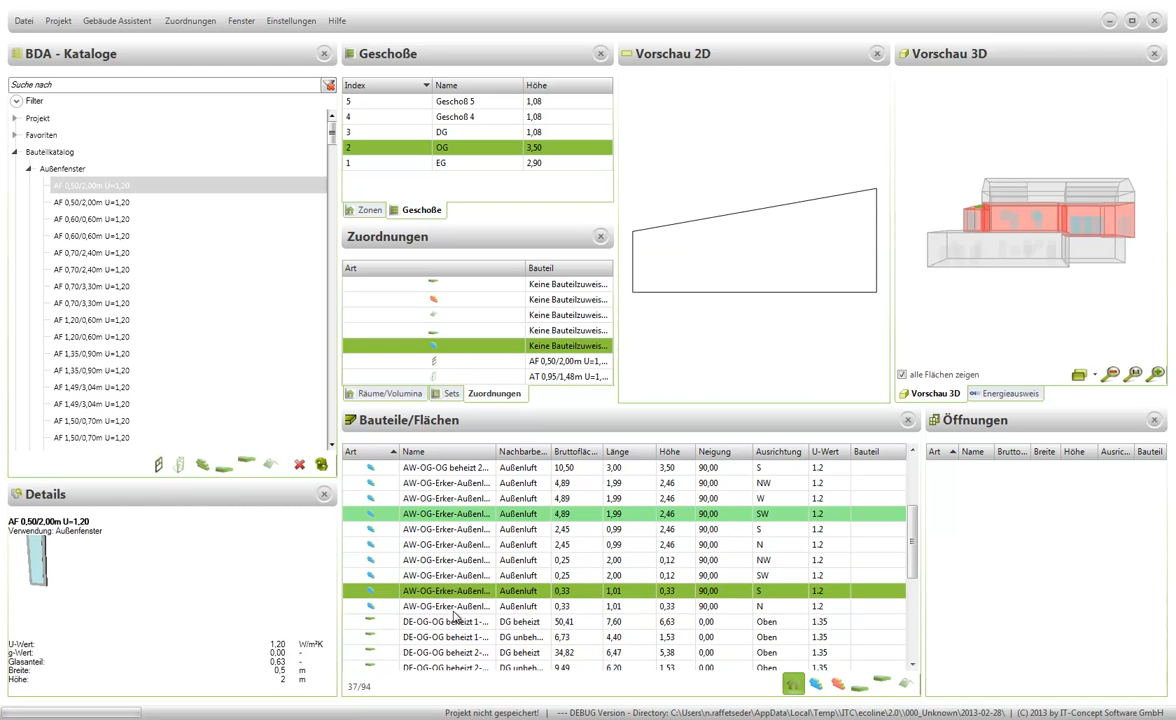 Datei Projekt Gebäude Assistent Zuordnungen Fenster Einstellungen Hilfe
BDA - Kataloge
Suche nach
Filter
Projekt
Favoriten
Bauteilkatalog
Außenfenster
AF 0,50/2,00m U=1,20
AF 0,50/2,00m U=1,20
AF 0,60/0,60m U=1,20
AF 0,60/0,60m U=1,20
AF 0,70/2,40m U=1,20
AF 0,70/2,40m U=1,20
AF 0,70/3,30m U=1,20
AF 0,70/3,30m U=1,20
AF 1,20/0,60m U=1,20
AF 1,20/0,60m U=1,20
AF 1,35/0,90m U=1,20
AF 1,35/0,90m U=1,20
AF 1,49/3,04m U=1,20
AF 1,49/3,04m U=1,20
AF 1,50/0,70m U=1,20
AF 1,50/0,70m U=1,20
Details
AF 0,50/2,00m U=1,20
Verwendung: Außenfenster
U-Wert: 1,20 W/m²K
g-Wert: 0,00 -
Glasanteil: 0,63 -
Breite: 0,5 m
Höhe: 2 m
Geschoße
Index Name Höhe
5 Geschoß 5 1,08
4 Geschoß 4 1,08
3 DG 1,08
2 OG 3,50
1 EG 2,90
Zonen Geschoße
Zuordnungen
Art Bauteil
Keine Bauteilzuweis...
Keine Bauteilzuweis...
Keine Bauteilzuweis...
Keine Bauteilzuweis...
Keine Bauteilzuweis...
AF 0,50/2,00m U=1,...
AT 0,95/1,48m U=1,...
Räume/Volumina Sets Zuordnungen
Vorschau 2D
Vorschau 3D
alle Flächen zeigen
Vorschau 3D Energieausweis
Bauteile/Flächen
Art Name Nachbarbe... Bruttofläc... Länge Höhe Neigung Ausrichtung U-Wert Bauteil
AW-OG-OG beheizt 2... Außenluft 10,50 3,00 3,50 90,00 S 1.2
AW-OG-Erker-Außenl... Außenluft 4,89 1,99 2,46 90,00 NW 1.2
AW-OG-Erker-Außenl... Außenluft 4,89 1,99 2,46 90,00 W 1.2
AW-OG-Erker-Außenl... Außenluft 4,89 1,99 2,46 90,00 SW 1.2
AW-OG-Erker-Außenl... Außenluft 2,45 0,99 2,46 90,00 S 1.2
AW-OG-Erker-Außenl... Außenluft 2,45 0,99 2,46 90,00 N 1.2
AW-OG-Erker-Außenl... Außenluft 0,25 2,00 0,12 90,00 NW 1.2
AW-OG-Erker-Außenl... Außenluft 0,25 2,00 0,12 90,00 SW 1.2
AW-OG-Erker-Außenl... Außenluft 0,33 1,01 0,33 90,00 S 1.2
AW-OG-Erker-Außenl... Außenluft 0,33 1,01 0,33 90,00 N 1.2
DE-OG-OG beheizt 1-... DG beheizt 50,41 7,60 6,63 0,00 Oben 1.35
DE-OG-OG beheizt 1-... DG unbeh... 6,73 4,40 1,53 0,00 Oben 1.35
DE-OG-OG beheizt 2-... DG beheizt 34,82 6,47 5,38 0,00 Oben 1.35
DE-OG-OG beheizt 2-... DG unbeh... 9,49 6,20 1,53 0,00 Oben 1.35
37/94
Öffnungen
Art Name Brutto... Breite Höhe Ausric... U-Wert Bauteil
Projekt nicht gespeichert! | --- DEBUG Version - Directory: C:\Users\n.raffetseder\AppData\Local\Temp\\ITC\ecoline\2.0\\000_Unknown\2013-02-28\ | (C) 2013 by IT-Concept Software GmbH